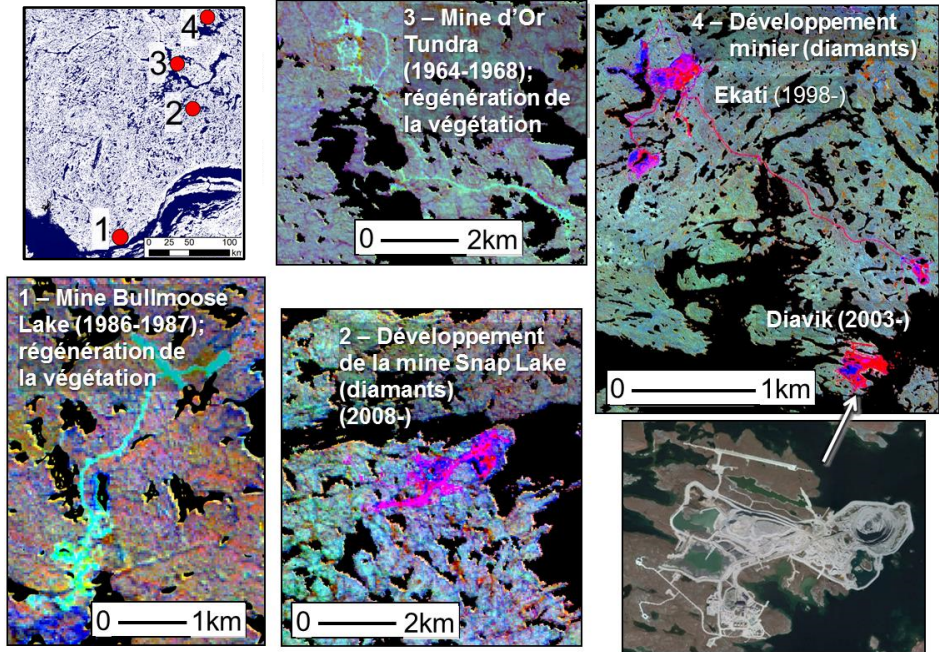 4
3
2
1
0 25 50 100
km
3 – Mine d’Or
Tundra
(1964-1968);
régénération de
la végétation
0 2km
4 – Développement
minier (diamants)
Ekati (1998-)
Diavik (2003-)
0 1km
1 – Mine Bullmoose
Lake (1986-1987);
régénération de
la végétation
0 1km
2 – Développement
de la mine Snap Lake
(diamants)
(2008-)
0 2km